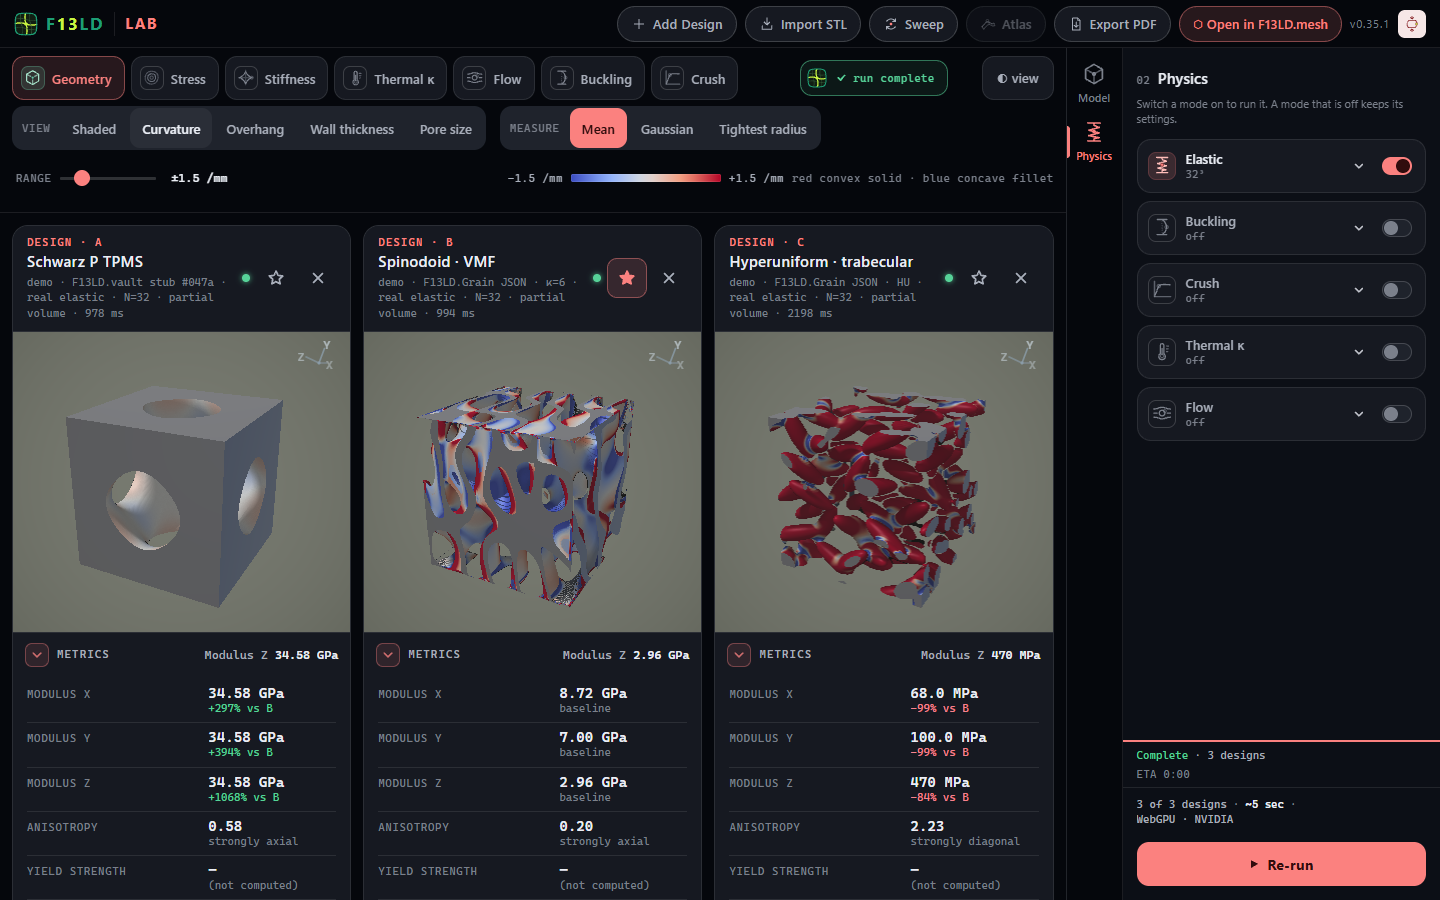 F13LD LAB
Add Design
Import STL
Sweep
Atlas
Export PDF
Open in F13LD.mesh
v0.35.1
Geometry
Stress
Stiffness
Thermal κ
Flow
Buckling
Crush
✓ run complete
view
VIEW Shaded Curvature Overhang Wall thickness Pore size
MEASURE Mean Gaussian Tightest radius
RANGE ±1.5 /mm
−1.5 /mm +1.5 /mm red convex solid · blue concave fillet
DESIGN · A
Schwarz P TPMS
demo · F13LD.vault stub #047a ·
real elastic · N=32 · partial
volume · 978 ms
Z Y X
METRICS Modulus Z 34.58 GPa
MODULUS X 34.58 GPa
+297% vs B
MODULUS Y 34.58 GPa
+394% vs B
MODULUS Z 34.58 GPa
+1068% vs B
ANISOTROPY 0.58
strongly axial
YIELD STRENGTH —
(not computed)
DESIGN · B
Spinodoid · VMF
demo · F13LD.Grain JSON · κ=6 ·
real elastic · N=32 · partial
volume · 994 ms
Z Y X
METRICS Modulus Z 2.96 GPa
MODULUS X 8.72 GPa
baseline
MODULUS Y 7.00 GPa
baseline
MODULUS Z 2.96 GPa
baseline
ANISOTROPY 0.20
strongly axial
YIELD STRENGTH —
(not computed)
DESIGN · C
Hyperuniform · trabecular
demo · F13LD.Grain JSON · HU ·
real elastic · N=32 · partial
volume · 2198 ms
Z Y X
METRICS Modulus Z 470 MPa
MODULUS X 68.0 MPa
−99% vs B
MODULUS Y 100.0 MPa
−99% vs B
MODULUS Z 470 MPa
−84% vs B
ANISOTROPY 2.23
strongly diagonal
YIELD STRENGTH —
(not computed)
Model
Physics
02 Physics
Switch a mode on to run it. A mode that is off keeps its
settings.
Elastic
32³
Buckling
off
Crush
off
Thermal κ
off
Flow
off
Complete · 3 designs
ETA 0:00
3 of 3 designs · ~5 sec ·
WebGPU · NVIDIA
Re-run